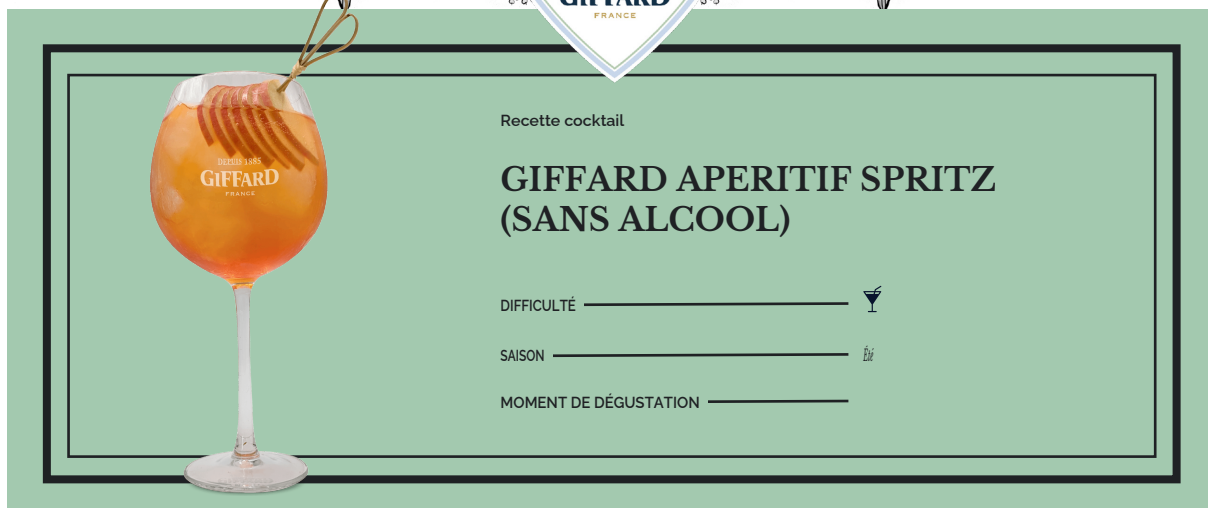 GIFFARD
FRANCE
Recette cocktail
GIFFARD APERITIF SPRITZ
(SANS ALCOOL)
DEPUIS 1885
GIFFARD
FRANCE
DIFFICULTÉ
SAISON
Été
MOMENT DE DÉGUSTATION